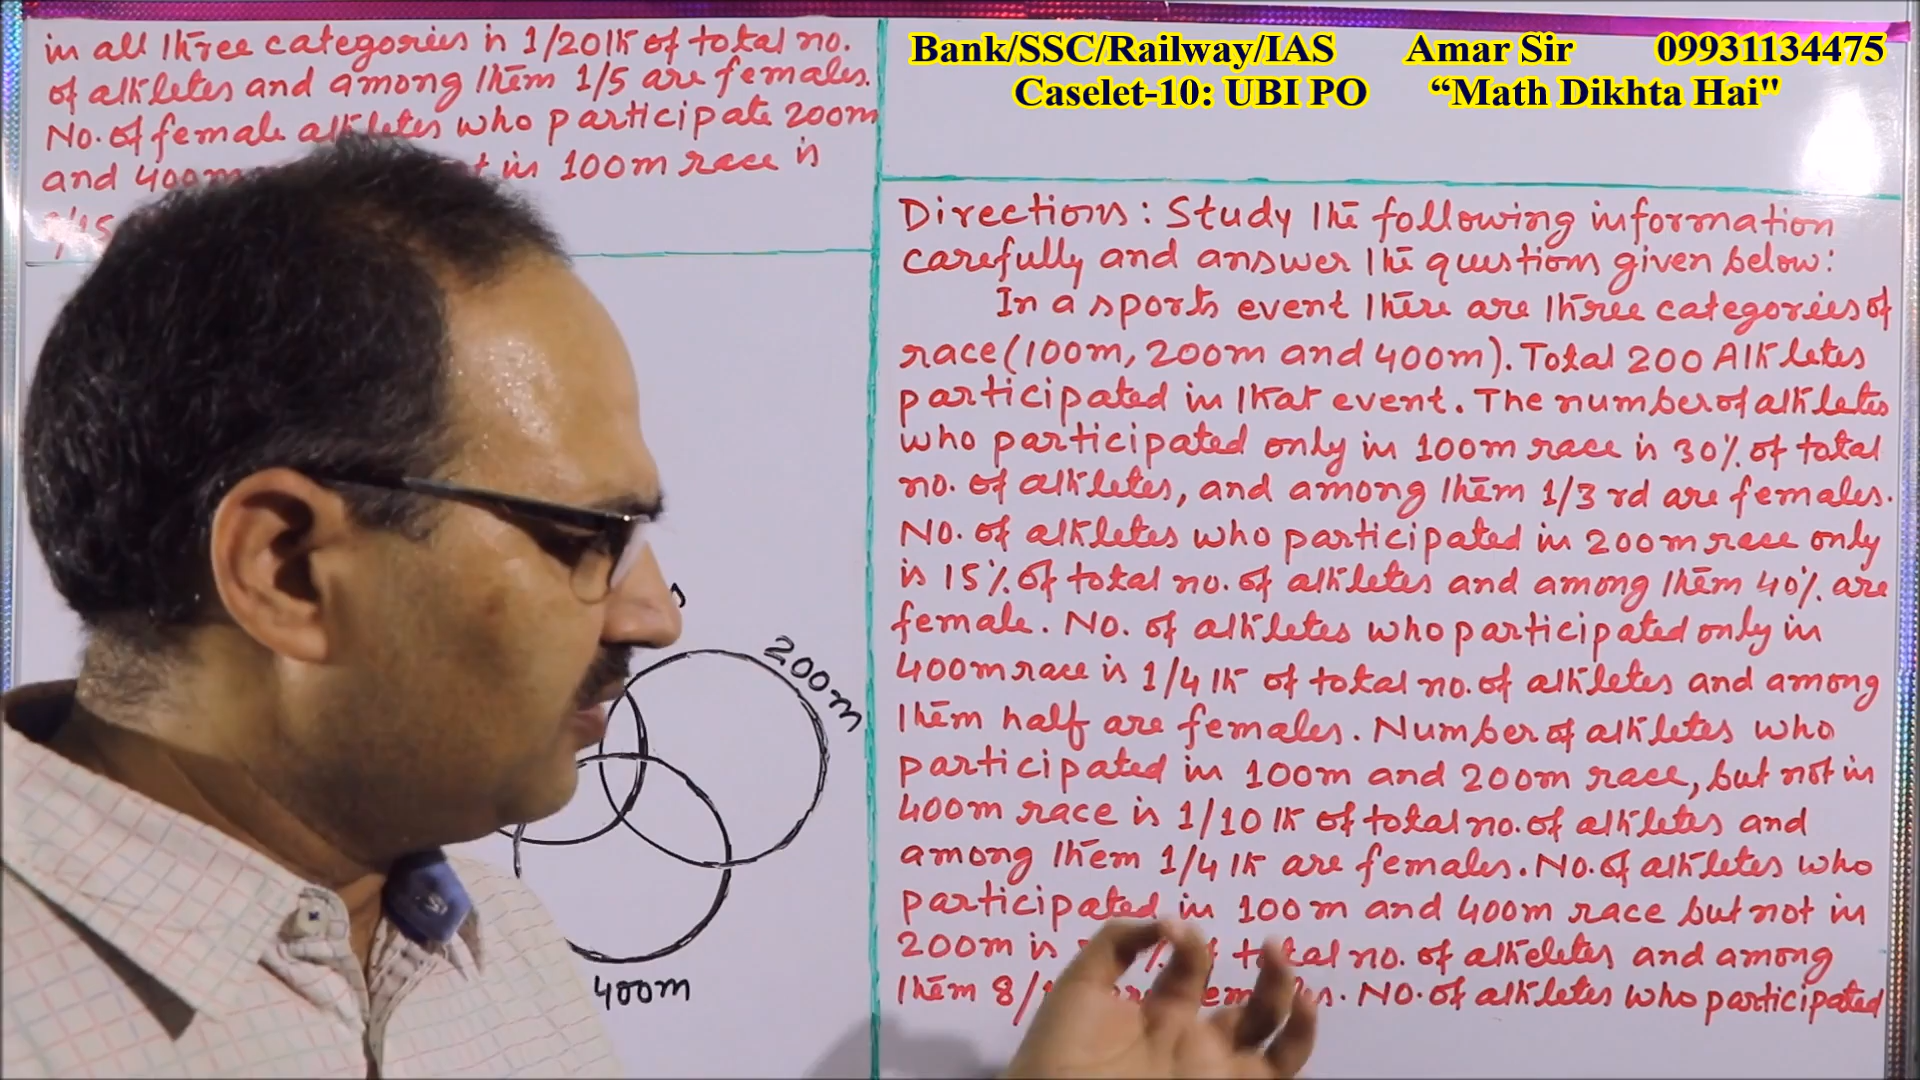 Bank/SSC/Railway/IAS Amar Sir 09931134475
Caselet-10: UBI PO “Math Dikhta Hai"
in all three categories is 1/20th of total no.
of athletes and among them 1/5 are females.
No. of female athletes who participate 200m
and 400m in 100m race is
Directions: Study the following information
carefully and answer the questions given below:
In a sports event there are three categories of
race (100m, 200m and 400m). Total 200 Athletes
participated in that event. The number of athletes
who participated only in 100m race is 30% of total
no. of athletes, and among them 1/3 rd are females.
No. of athletes who participated in 200m race only
is 15% of total no. of athletes and among them 40% are
female. No. of athletes who participated only in
400m race is 1/4 th of total no. of athletes and among
them half are females. Number of athletes who
participated in 100m and 200m race, but not in
400m race is 1/10 th of total no. of athletes and
among them 1/4 th are females. No. of athletes who
participated in 100m and 400m race but not in
200m is % of total no. of atheletes and among
them 8/ No. of athletes who participated
200m
400m